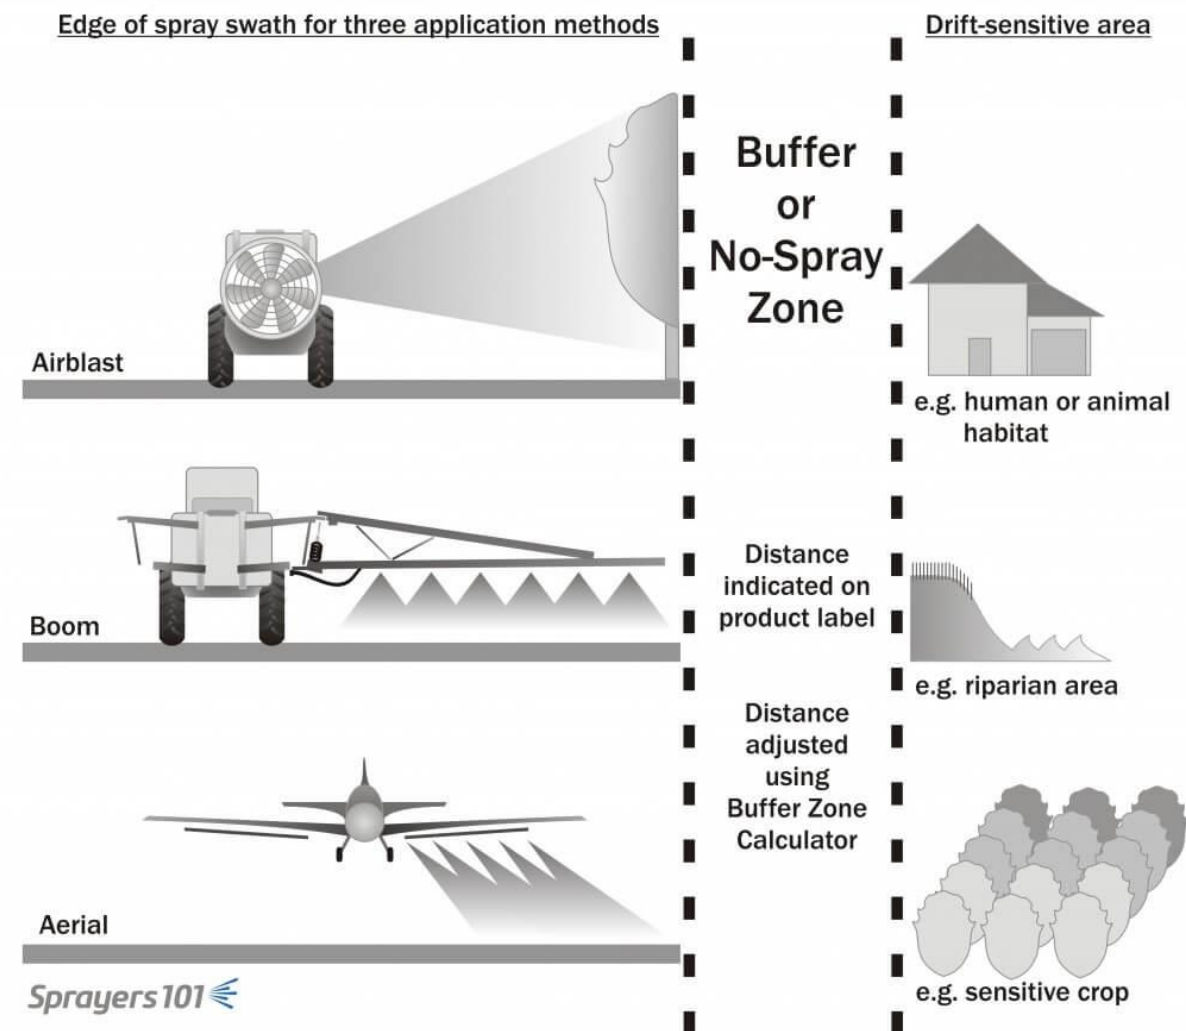 Edge of spray swath for three application methods
Drift-sensitive area
Buffer
or
No-Spray
Zone
Airblast
e.g. human or animal
habitat
Boom
Distance
indicated on
product label
e.g. riparian area
Distance
adjusted
using
Buffer Zone
Calculator
Aerial
e.g. sensitive crop
Sprayers101